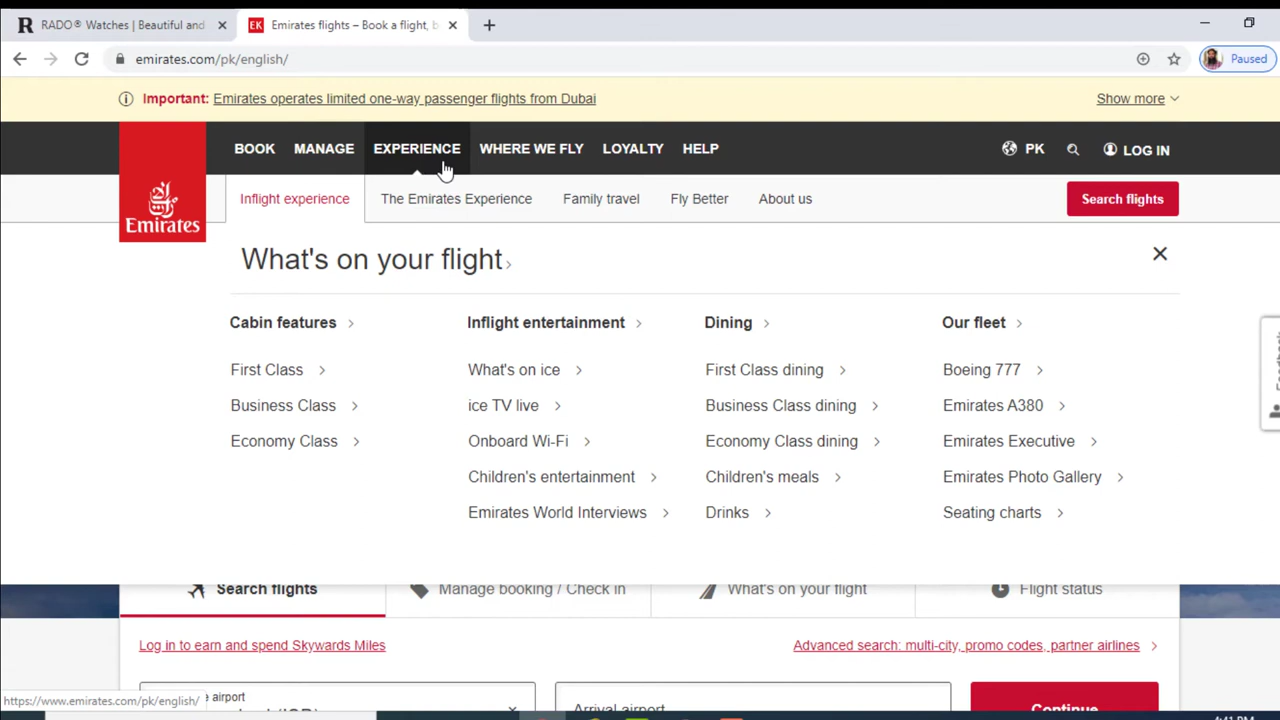 RADO® Watches | Beautiful and
Emirates flights – Book a flight, b
emirates.com/pk/english/
Paused
Important: Emirates operates limited one-way passenger flights from Dubai
Show more
Emirates
BOOK MANAGE EXPERIENCE WHERE WE FLY LOYALTY HELP
PK
LOG IN
Inflight experience The Emirates Experience Family travel Fly Better About us
Search flights
What's on your flight
Cabin features
First Class
Business Class
Economy Class
Inflight entertainment
What's on ice
ice TV live
Onboard Wi-Fi
Children's entertainment
Emirates World Interviews
Dining
First Class dining
Business Class dining
Economy Class dining
Children's meals
Drinks
Our fleet
Boeing 777
Emirates A380
Emirates Executive
Emirates Photo Gallery
Seating charts
Search flights
Manage booking / Check in
What's on your flight
Flight status
Log in to earn and spend Skywards Miles
Advanced search: multi-city, promo codes, partner airlines
https://www.emirates.com/pk/english/
airport
Arrival airport
Continue
4:41 PM